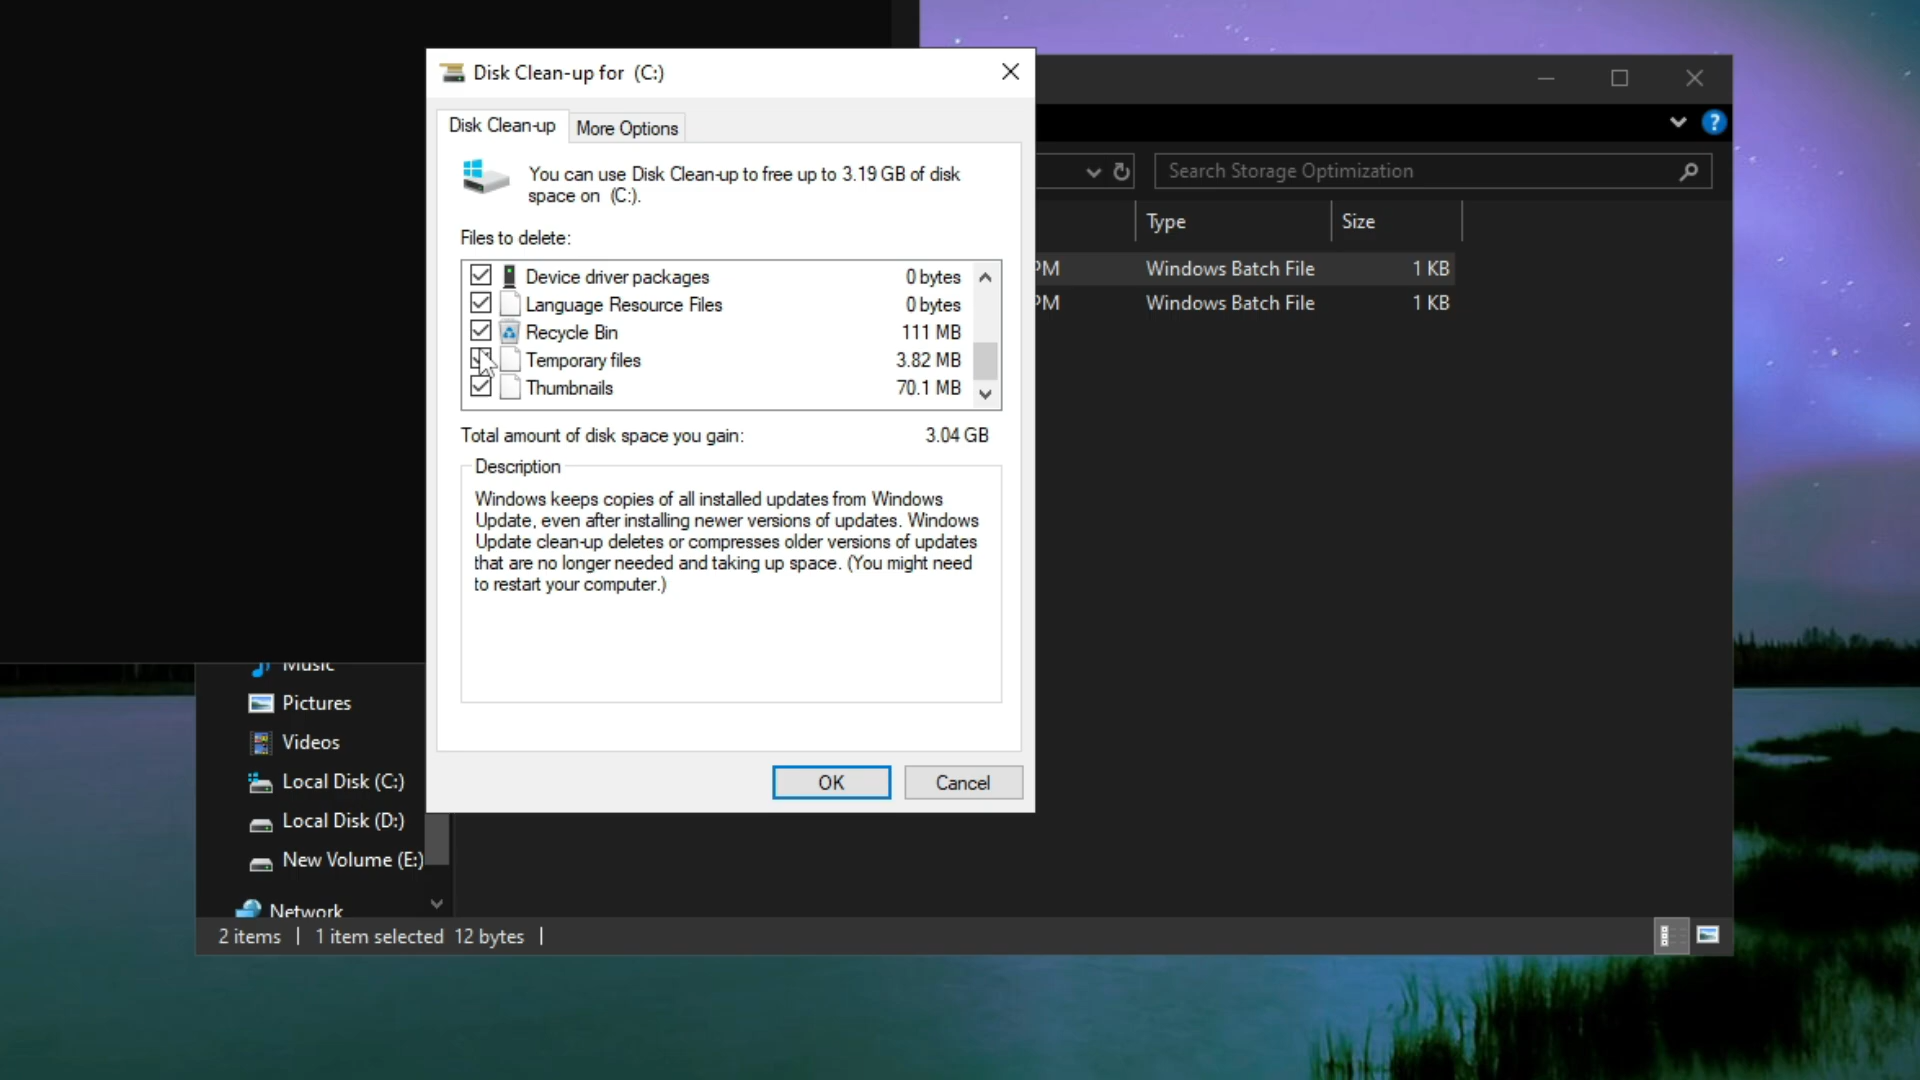 Disk Clean-up for (C:)
Disk Clean-up
More Options
You can use Disk Clean-up to free up to 3.19 GB of disk
space on (C:).
Files to delete:
Device driver packages 0 bytes
Language Resource Files 0 bytes
Recycle Bin 111 MB
Temporary files 3.82 MB
Thumbnails 70.1 MB
Total amount of disk space you gain: 3.04 GB
Description
Windows keeps copies of all installed updates from Windows
Update, even after installing newer versions of updates. Windows
Update clean-up deletes or compresses older versions of updates
that are no longer needed and taking up space. (You might need
to restart your computer.)
OK
Cancel
?
Search Storage Optimization
Type Size
PM Windows Batch File 1 KB
PM Windows Batch File 1 KB
Music
Pictures
Videos
Local Disk (C:)
Local Disk (D:)
New Volume (E:)
Network
2 items 1 item selected 12 bytes